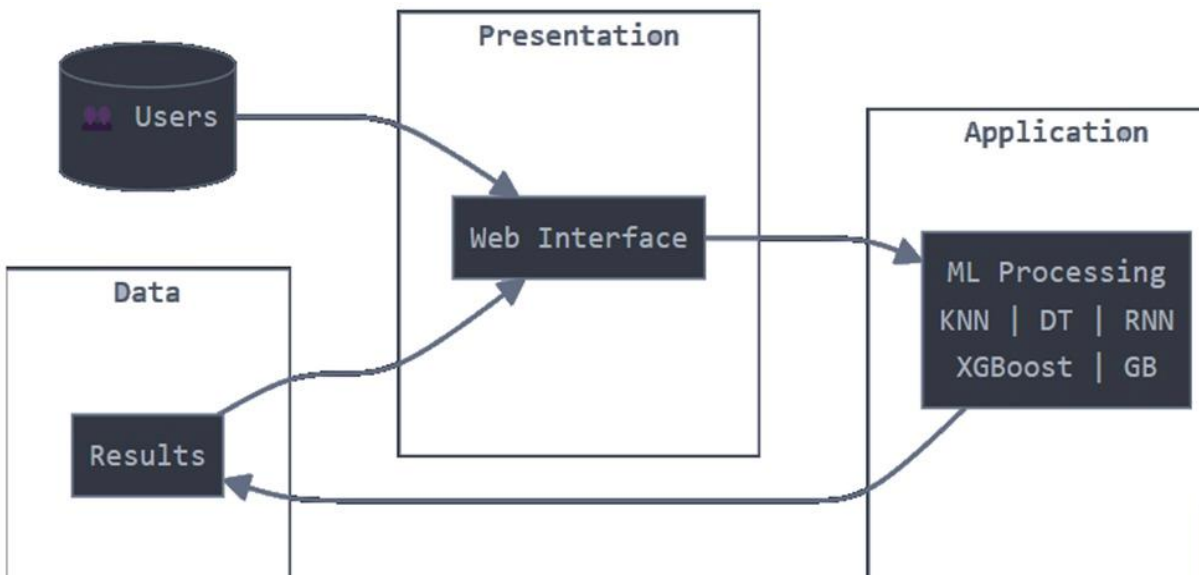 Presentation
Users
Application
Web Interface
ML Processing
KNN | DT | RNN
XGBoost | GB
Data
Results